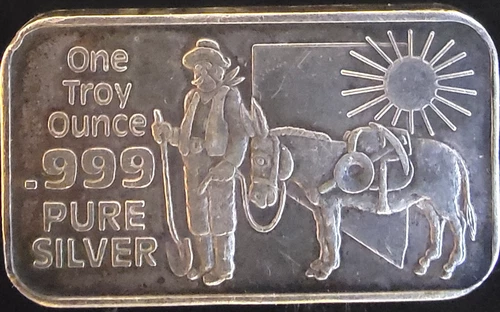 One
Troy
Ounce
.999
PURE
SILVER